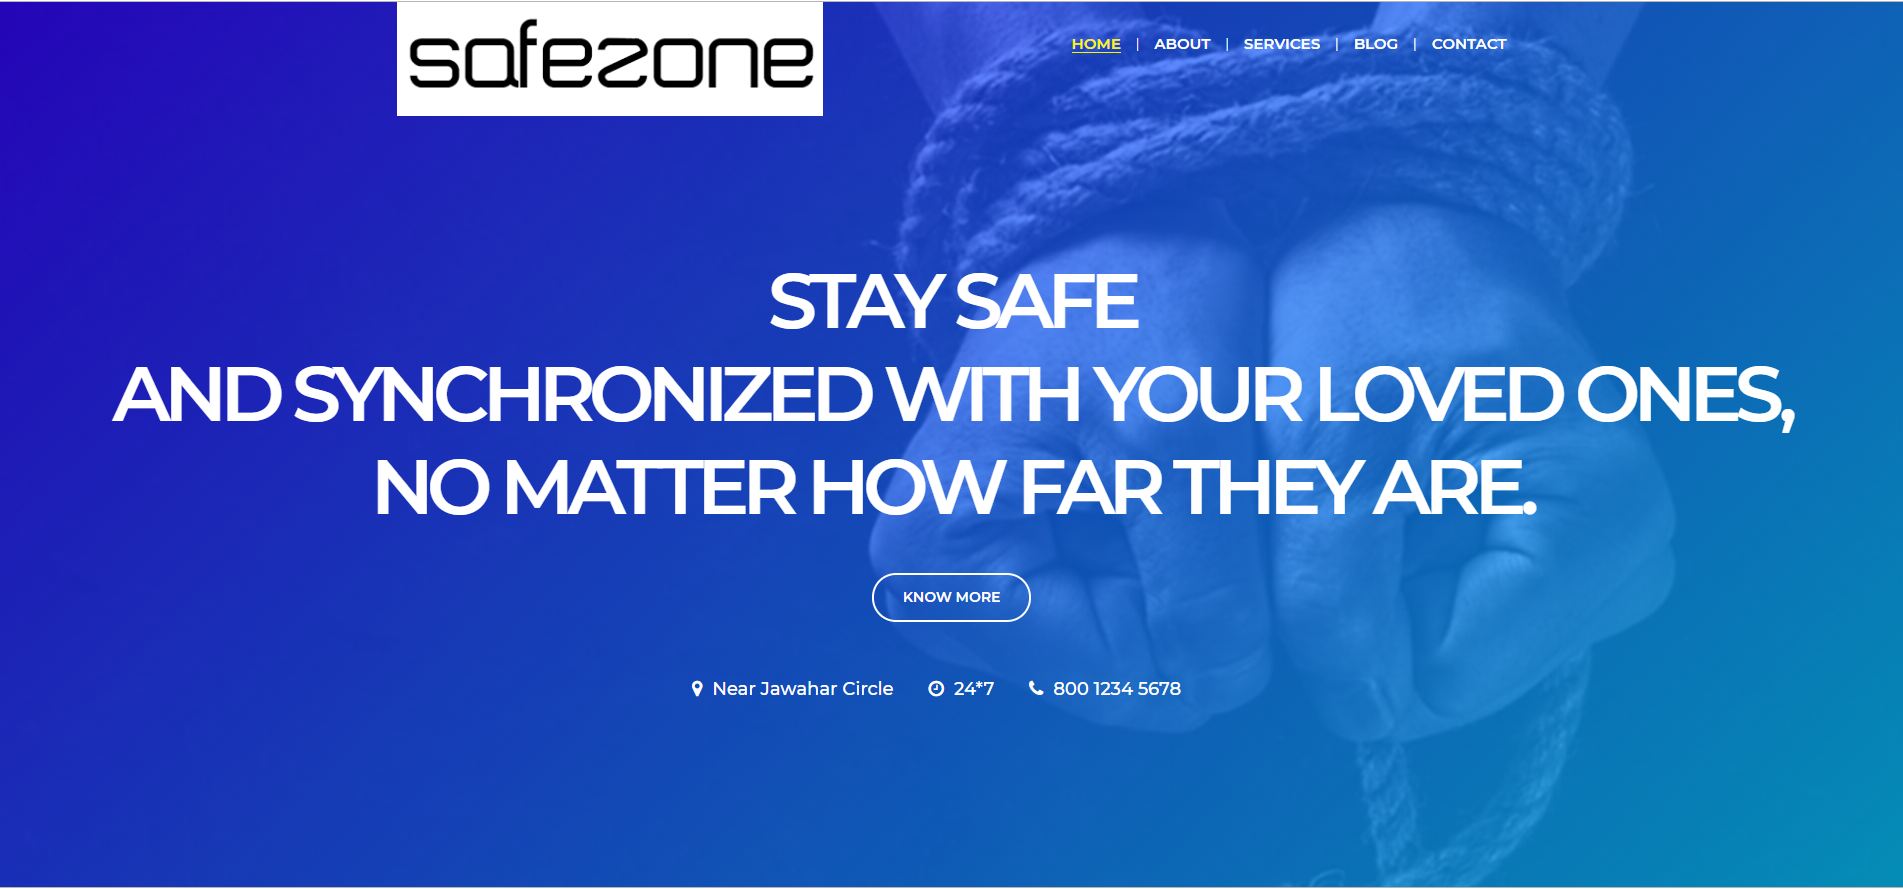 safezone
HOME | ABOUT | SERVICES | BLOG | CONTACT
STAY SAFE
AND SYNCHRONIZED WITH YOUR LOVED ONES,
NO MATTER HOW FAR THEY ARE.
KNOW MORE
Near Jawahar Circle 24*7 800 1234 5678